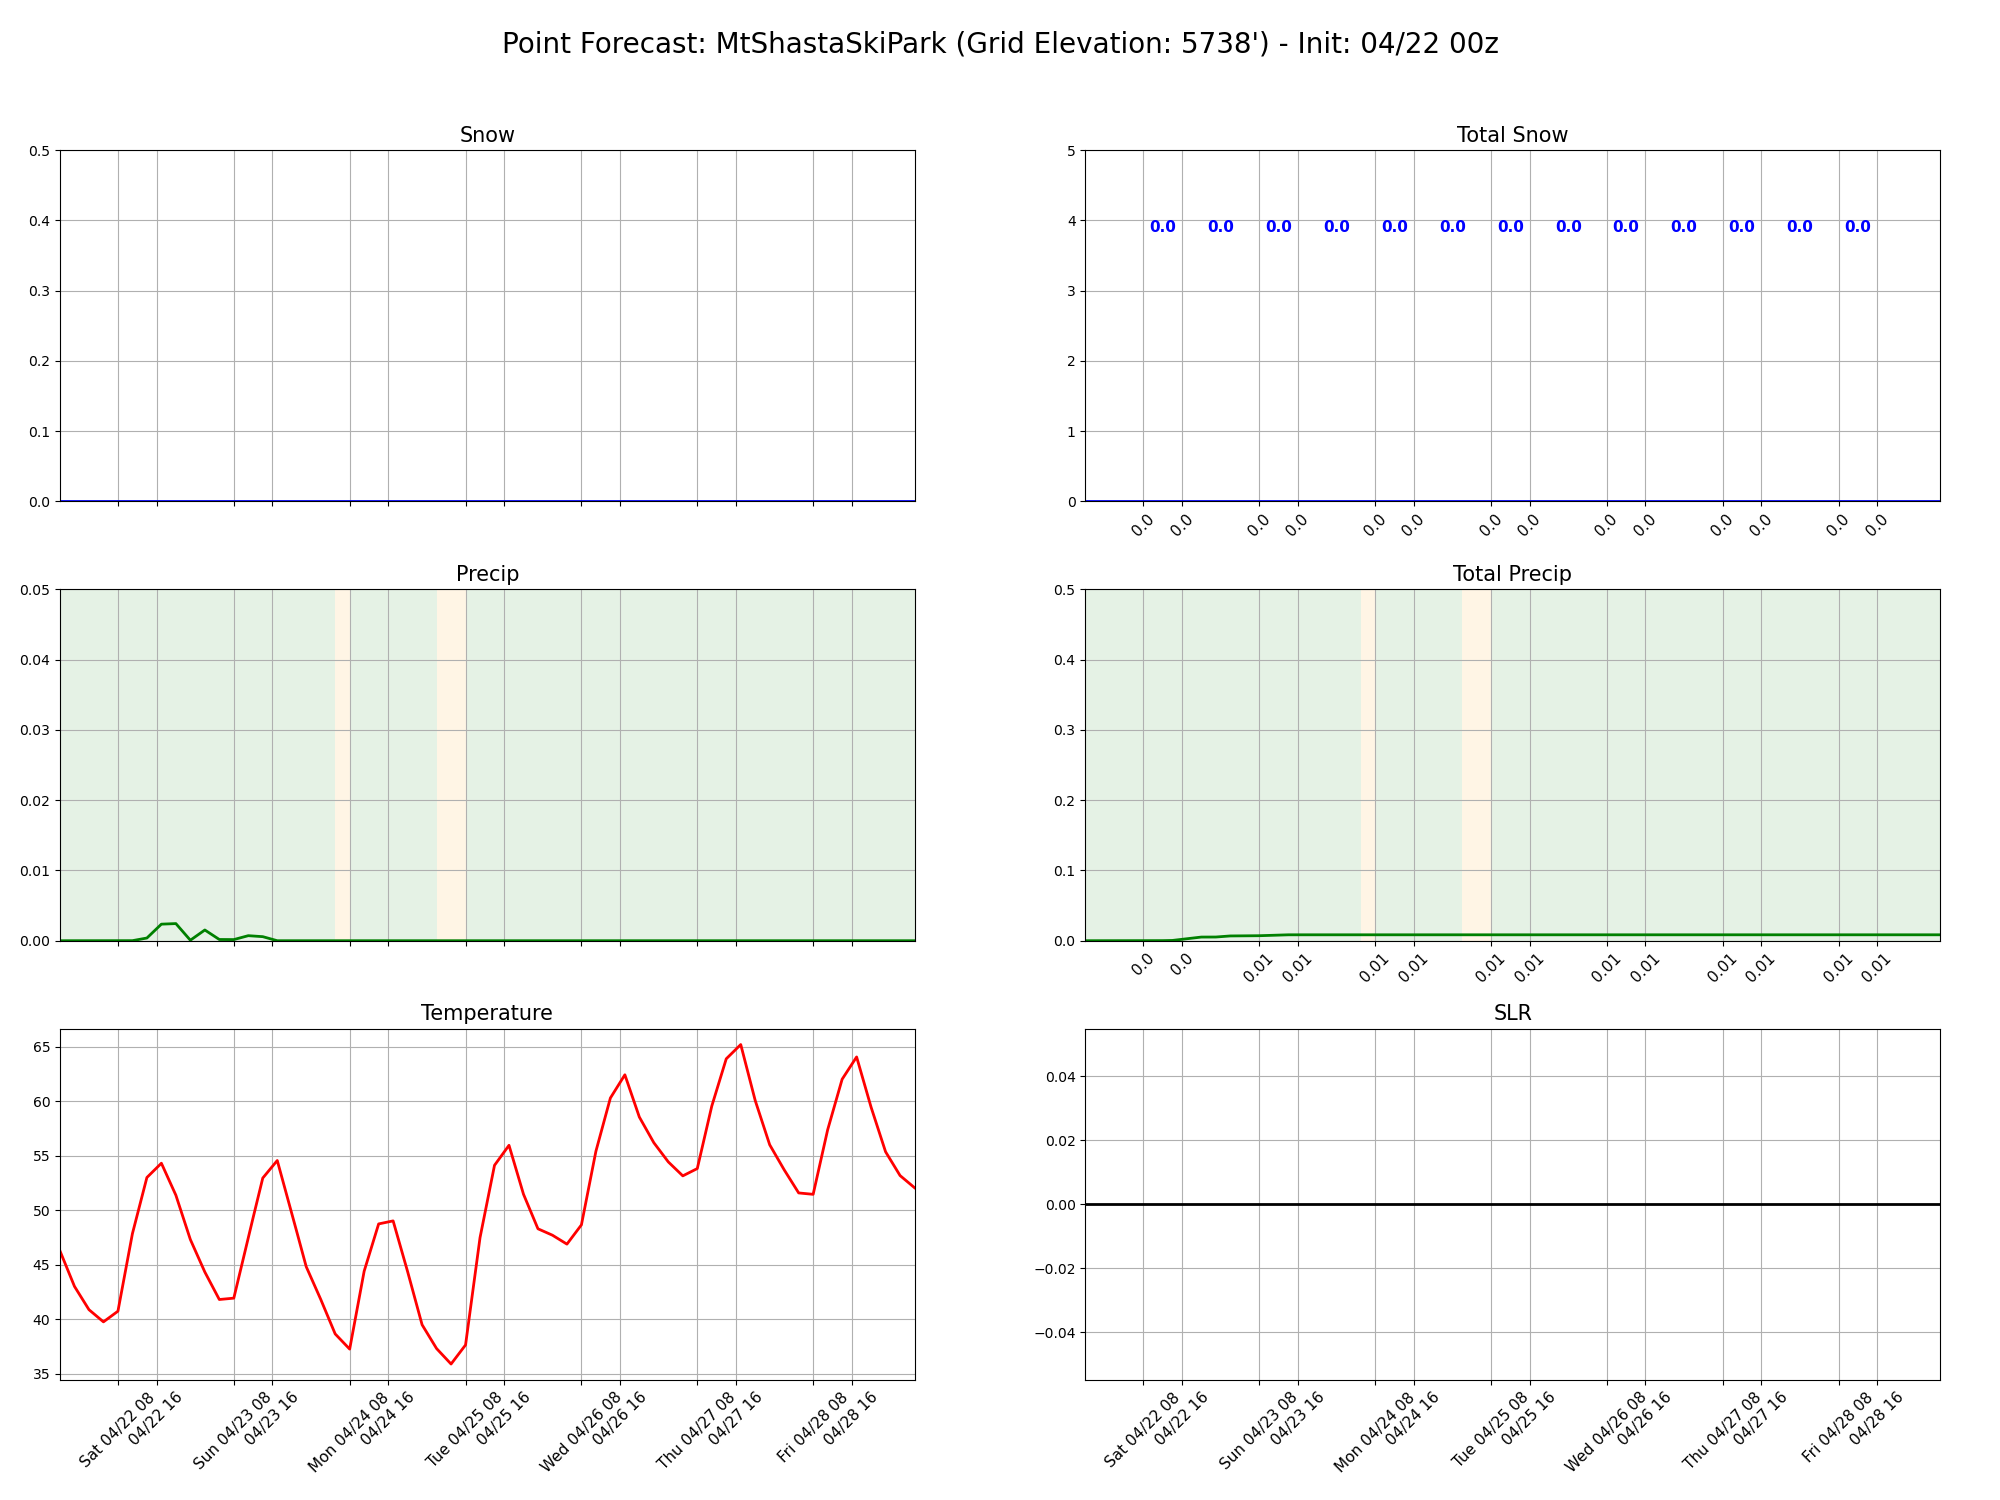 Point Forecast: MtShastaSkiPark (Grid Elevation: 5738') - Init: 04/22 00z
Snow
0.5
0.4
0.3
0.2
0.1
0.0
Total Snow
5
4
3
2
1
0
0.0 0.0 0.0 0.0 0.0 0.0 0.0 0.0 0.0 0.0 0.0 0.0 0.0
0.0 0.0 0.0 0.0 0.0 0.0 0.0 0.0 0.0 0.0 0.0 0.0 0.0 0.0
Precip
0.05
0.04
0.03
0.02
0.01
0.00
Total Precip
0.5
0.4
0.3
0.2
0.1
0.0
0.0 0.0 0.01 0.01 0.01 0.01 0.01 0.01 0.01 0.01 0.01 0.01 0.01 0.01
Temperature
65
60
55
50
45
40
35
Sat 04/22 08
04/22 16
Sun 04/23 08
04/23 16
Mon 04/24 08
04/24 16
Tue 04/25 08
04/25 16
Wed 04/26 08
04/26 16
Thu 04/27 08
04/27 16
Fri 04/28 08
04/28 16
SLR
0.04
0.02
0.00
−0.02
−0.04
Sat 04/22 08
04/22 16
Sun 04/23 08
04/23 16
Mon 04/24 08
04/24 16
Tue 04/25 08
04/25 16
Wed 04/26 08
04/26 16
Thu 04/27 08
04/27 16
Fri 04/28 08
04/28 16